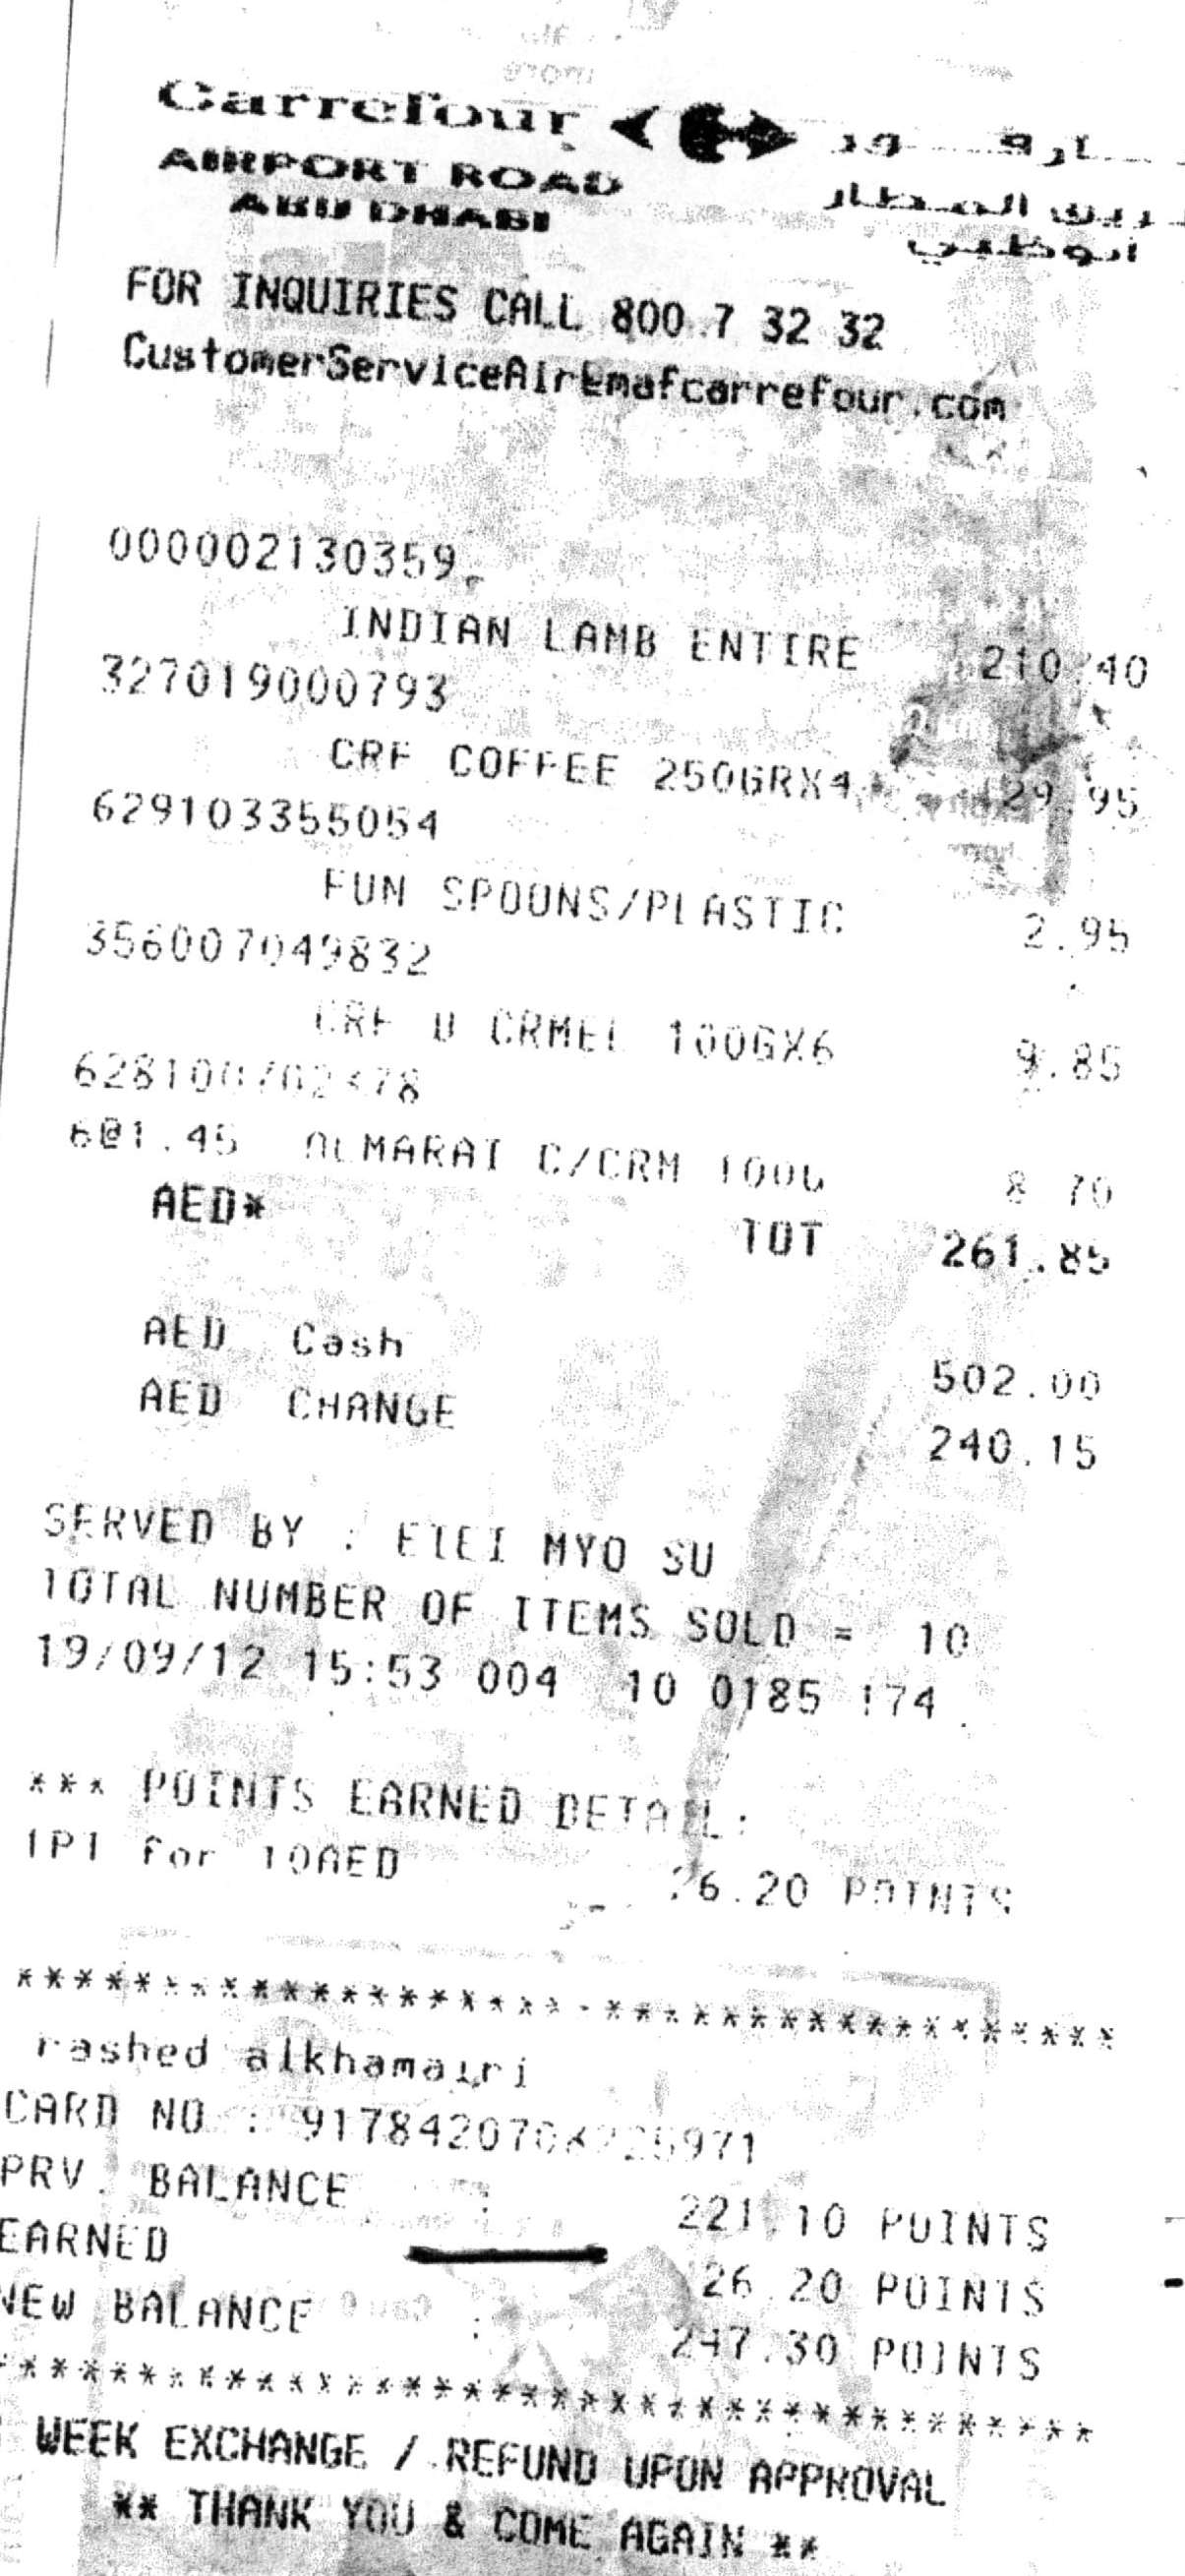 Carrefour
AIRPORT ROAD
ABU DHABI
المطار
ابوظبي
FOR INQUIRIES CALL 800 7 32 32
CustomerServiceAirEmafcarrefour.com
000002130359
INDIAN LAMB ENTIRE 210.40
327019000793
CRF COFFEE 250GRX4 29.95
629103355054
FUN SPOONS/PLASTIC 2.95
356007049832
CRF D CRMEL 100GX6 9.85
6@1.45 ALMARAI C/CRM 100G 8.70
AED* TOT 261.85
AED Cash 502.00
AED CHANGE 240.15
SERVED BY : EIEI MYO SU
TOTAL NUMBER OF ITEMS SOLD = 10
19/09/12 15:53 004 10 0185 174
*** POINTS EARNED DETAIL:
1PT for 10AED 26.20 POINTS
**************************************
rashed alkhamairi
CARD NO :
PRV. BALANCE : 221.10 POINTS
EARNED 26.20 POINTS
NEW BALANCE : 247.30 POINTS
**************************************
WEEK EXCHANGE / REFUND UPON APPROVAL
** THANK YOU & COME AGAIN **